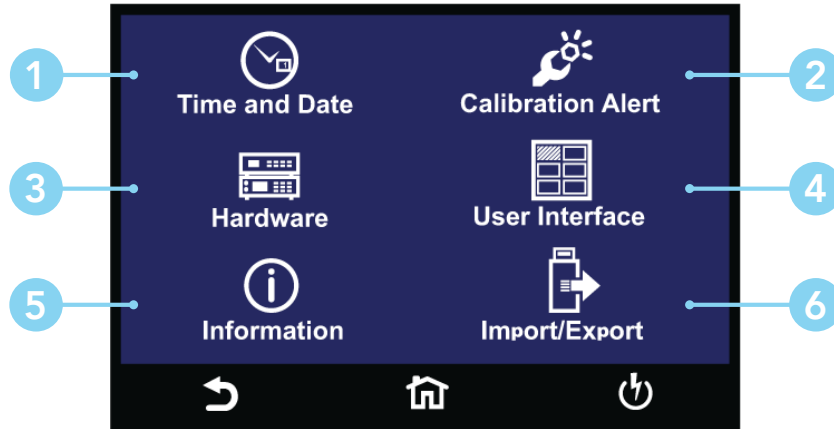 1
Time and Date
2
Calibration Alert
3
Hardware
4
User Interface
5
Information
6
Import/Export